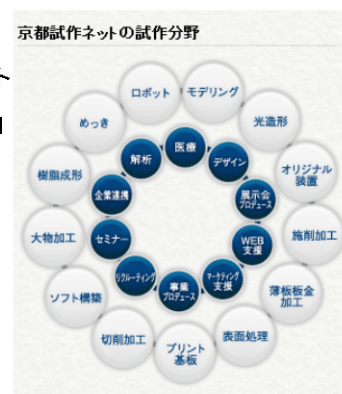 京都試作ネットの試作分野
ロボット
モデリング
光造形
オリジナル
装置
施削加工
薄板板金
加工
表面処理
プリント
基板
切削加工
ソフト構築
大物加工
樹脂成形
めっき
医療
デザイン
展示会
プロデュース
WEB
支援
マーケティング
支援
事業
プロデュース
リクルーティング
セミナー
企業連携
解析